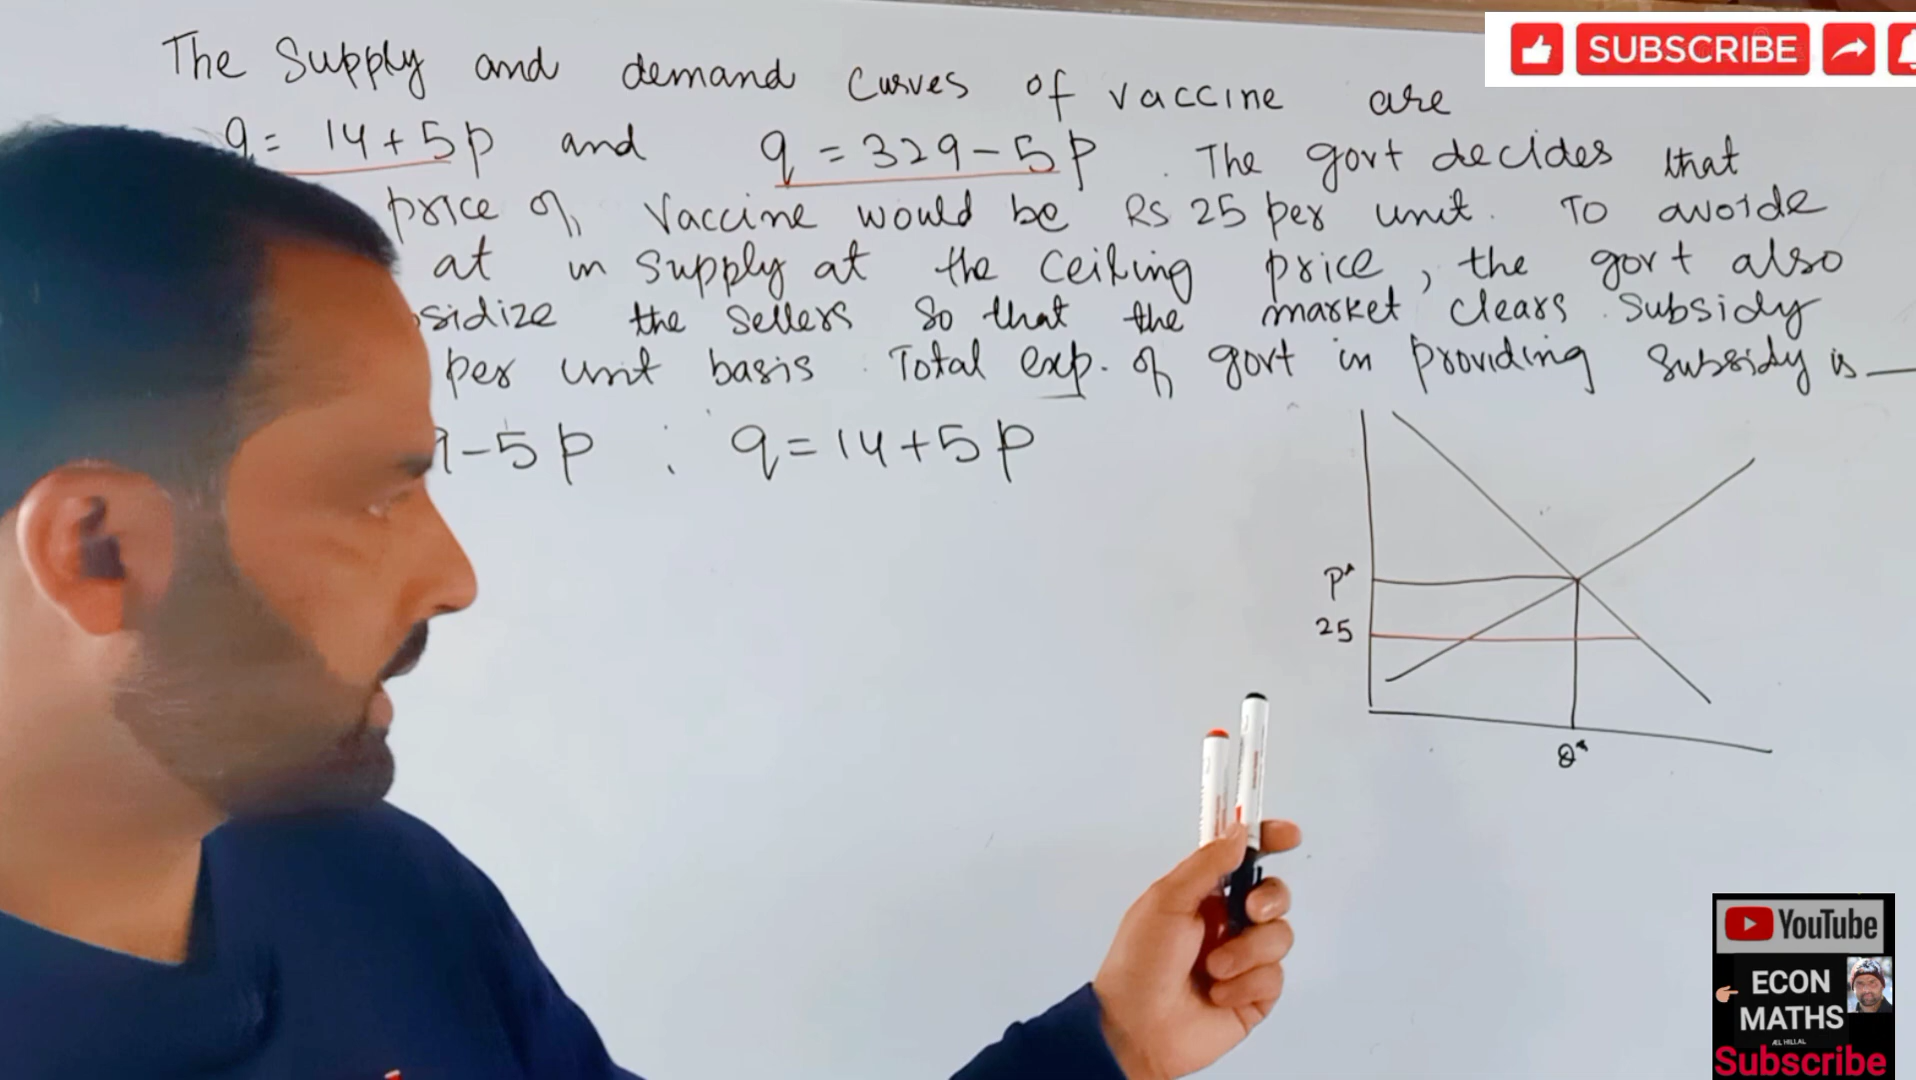 The Supply and demand Curves of vaccine are
q = 14+5p and q = 329-5p . The govt decides that
price of Vaccine would be RS 25 per unit. To avoide
at in supply at the ceiling price, the govt also
sidize the sellers so that the market clears. Subsidy
per unit basis. Total exp. of govt in providing subsidy is
-5p : q=14+5p
P*
25
Q*
SUBSCRIBE
YouTube
ECON
MATHS
ÆL HILLAL
Subscribe